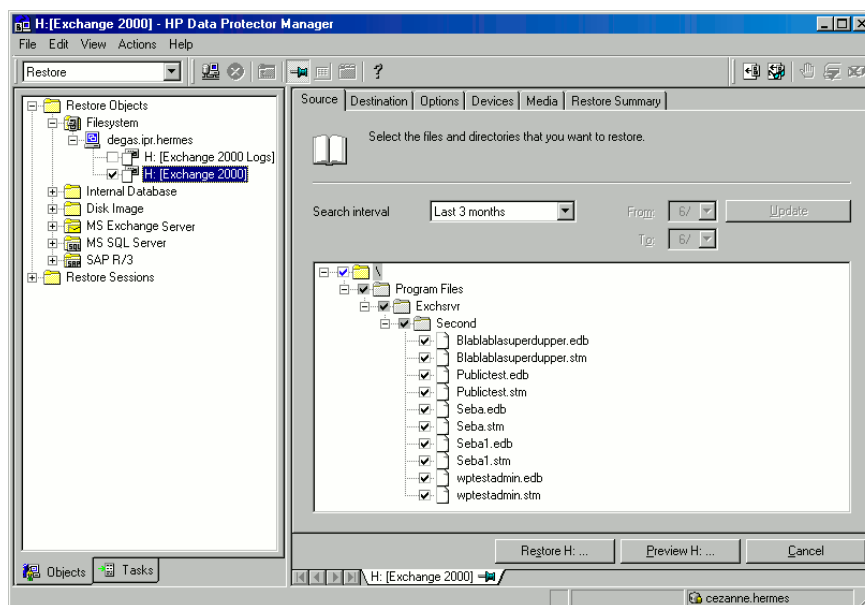 H:[Exchange 2000] - HP Data Protector Manager
File Edit View Actions Help
Restore
?
Restore Objects
Filesystem
degas.ipr.hermes
H: [Exchange 2000 Logs]
H: [Exchange 2000]
Internal Database
Disk Image
MS Exchange Server
MS SQL Server
SAP R/3
Restore Sessions
Objects
Tasks
Source Destination Options Devices Media Restore Summary
Select the files and directories that you want to restore.
Search interval Last 3 months From: 6/ Update
To: 6/
\
Program Files
Exchsrvr
Second
Blablablasuperdupper.edb
Blablablasuperdupper.stm
Publictest.edb
Publictest.stm
Seba.edb
Seba.stm
Seba1.edb
Seba1.stm
wptestadmin.edb
wptestadmin.stm
Restore H: ... Preview H: ... Cancel
H: [Exchange 2000]
cezanne.hermes